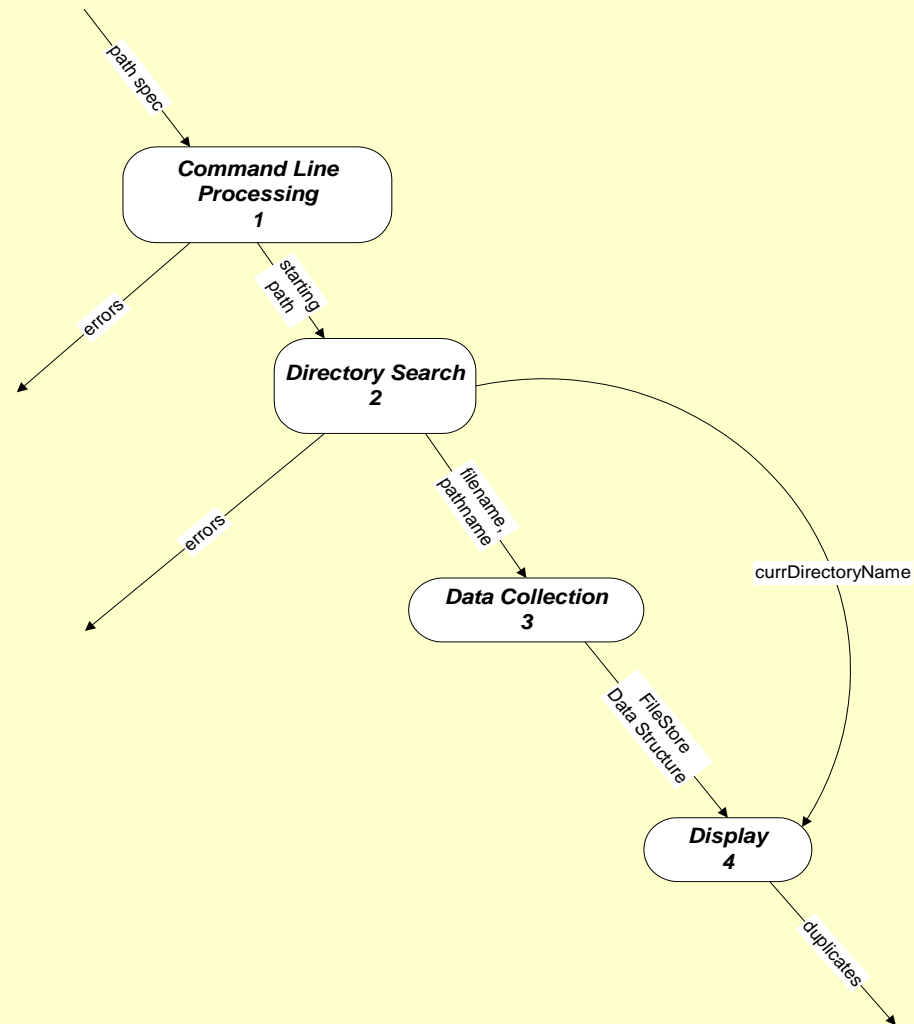 path spec
Command Line
Processing
1
errors
starting
path
Directory Search
2
errors
filename,
pathname
currDirectoryName
Data Collection
3
FileStore
Data Structure
Display
4
duplicates